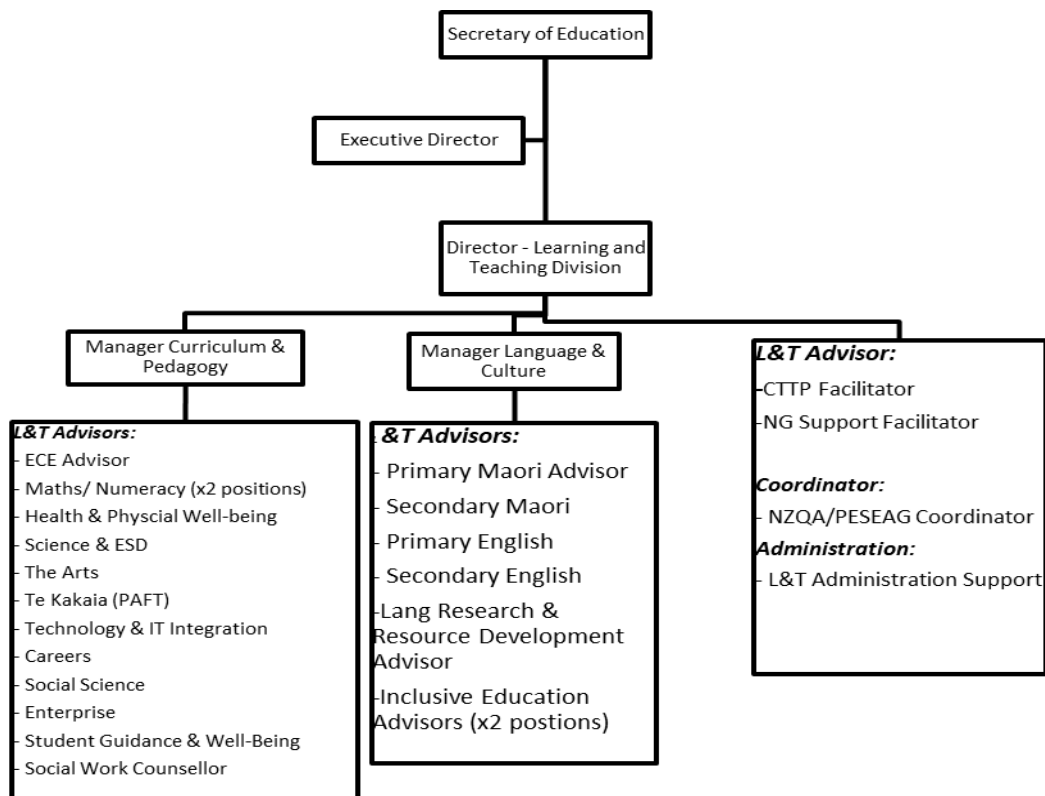 Secretary of Education
Executive Director
Director - Learning and
Teaching Division
Manager Curriculum &
Pedagogy
L&T Advisors:
- ECE Advisor
- Maths/ Numeracy (x2 positions)
- Health & Physcial Well-being
- Science & ESD
- The Arts
- Te Kakaia (PAFT)
- Technology & IT Integration
- Careers
- Social Science
- Enterprise
- Student Guidance & Well-Being
- Social Work Counsellor
Manager Language &
Culture
&T Advisors:
- Primary Maori Advisor
- Secondary Maori
- Primary English
- Secondary English
-Lang Research &
Resource Development
Advisor
-Inclusive Education
Advisors (x2 postions)
L&T Advisor:
-CTTP Facilitator
-NG Support Facilitator
Coordinator:
- NZQA/PESEAG Coordinator
Administration:
- L&T Administration Support